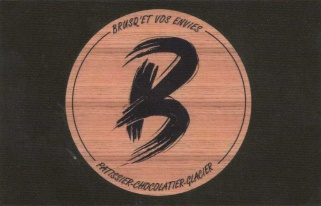 BRUSQ'ET VOS ENVIES
B
PATISSIER-CHOCOLATIER-GLACIER